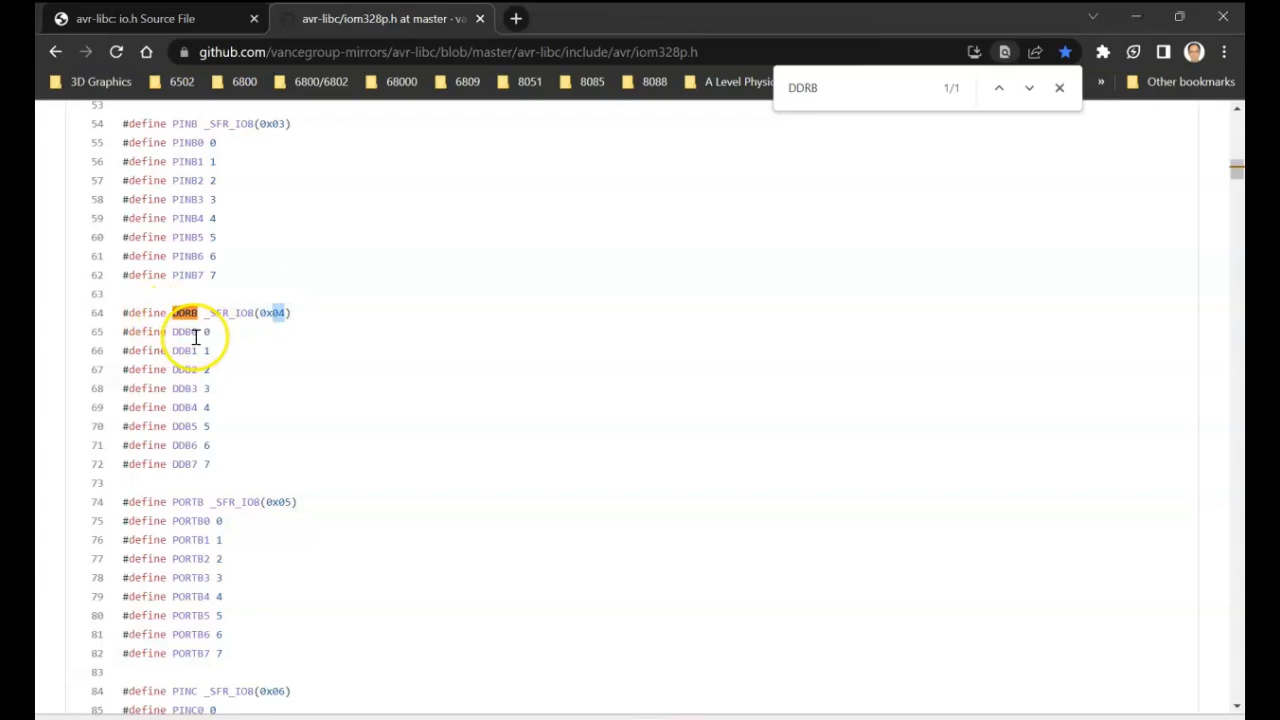 avr-libc: io.h Source File
avr-libc/iom328p.h at master · va
github.com/vancegroup-mirrors/avr-libc/blob/master/avr-libc/include/avr/iom328p.h
3D Graphics 6502 6800 6800/6802 68000 6809 8051 8085 8088 A Level Physic » Other bookmarks
DDRB 1/1
53
54 #define PINB _SFR_IO8(0x03)
55 #define PINB0 0
56 #define PINB1 1
57 #define PINB2 2
58 #define PINB3 3
59 #define PINB4 4
60 #define PINB5 5
61 #define PINB6 6
62 #define PINB7 7
63
64 #define DDRB _SFR_IO8(0x04)
65 #define DDB0 0
66 #define DDB1 1
67 #define DDB2 2
68 #define DDB3 3
69 #define DDB4 4
70 #define DDB5 5
71 #define DDB6 6
72 #define DDB7 7
73
74 #define PORTB _SFR_IO8(0x05)
75 #define PORTB0 0
76 #define PORTB1 1
77 #define PORTB2 2
78 #define PORTB3 3
79 #define PORTB4 4
80 #define PORTB5 5
81 #define PORTB6 6
82 #define PORTB7 7
83
84 #define PINC _SFR_IO8(0x06)
85 #define PINC0 0